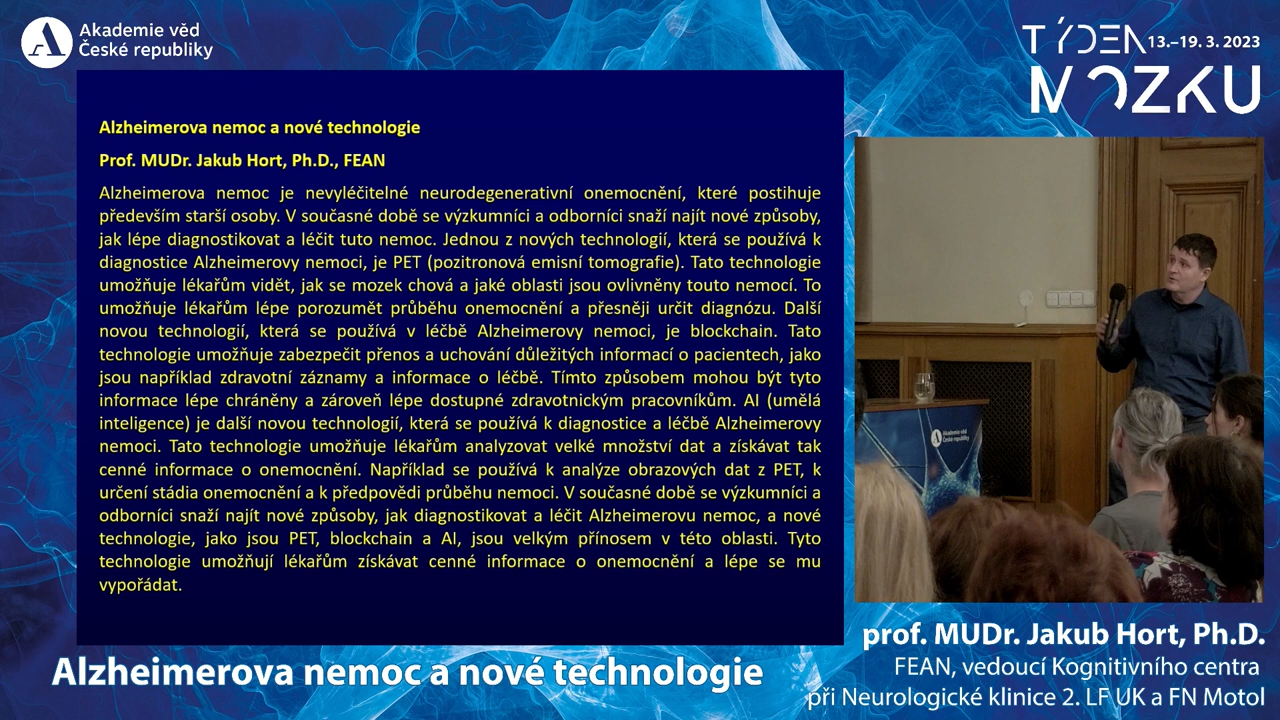 Akademie věd
České republiky
TÝDEN 13.–19. 3. 2023
MOZKU
Alzheimerova nemoc a nové technologie
Prof. MUDr. Jakub Hort, Ph.D., FEAN
Alzheimerova nemoc je nevyléčitelné neurodegenerativní onemocnění, které postihuje
především starší osoby. V současné době se výzkumníci a odborníci snaží najít nové způsoby,
jak lépe diagnostikovat a léčit tuto nemoc. Jednou z nových technologií, která se používá k
diagnostice Alzheimerovy nemoci, je PET (pozitronová emisní tomografie). Tato technologie
umožňuje lékařům vidět, jak se mozek chová a jaké oblasti jsou ovlivněny touto nemocí. To
umožňuje lékařům lépe porozumět průběhu onemocnění a přesněji určit diagnózu. Další
novou technologií, která se používá v léčbě Alzheimerovy nemoci, je blockchain. Tato
technologie umožňuje zabezpečit přenos a uchování důležitých informací o pacientech, jako
jsou například zdravotní záznamy a informace o léčbě. Tímto způsobem mohou být tyto
informace lépe chráněny a zároveň lépe dostupné zdravotnickým pracovníkům. AI (umělá
inteligence) je další novou technologií, která se používá k diagnostice a léčbě Alzheimerovy
nemoci. Tato technologie umožňuje lékařům analyzovat velké množství dat a získávat tak
cenné informace o onemocnění. Například se používá k analýze obrazových dat z PET, k
určení stádia onemocnění a k předpovědi průběhu nemoci. V současné době se výzkumníci a
odborníci snaží najít nové způsoby, jak diagnostikovat a léčit Alzheimerovu nemoc, a nové
technologie, jako jsou PET, blockchain a AI, jsou velkým přínosem v této oblasti. Tyto
technologie umožňují lékařům získávat cenné informace o onemocnění a lépe se mu
vypořádat.
Akademie věd
České republiky
Alzheimerova nemoc a nové technologie
prof. MUDr. Jakub Hort, Ph.D.
FEAN, vedoucí Kognitivního centra
při Neurologické klinice 2. LF UK a FN Motol